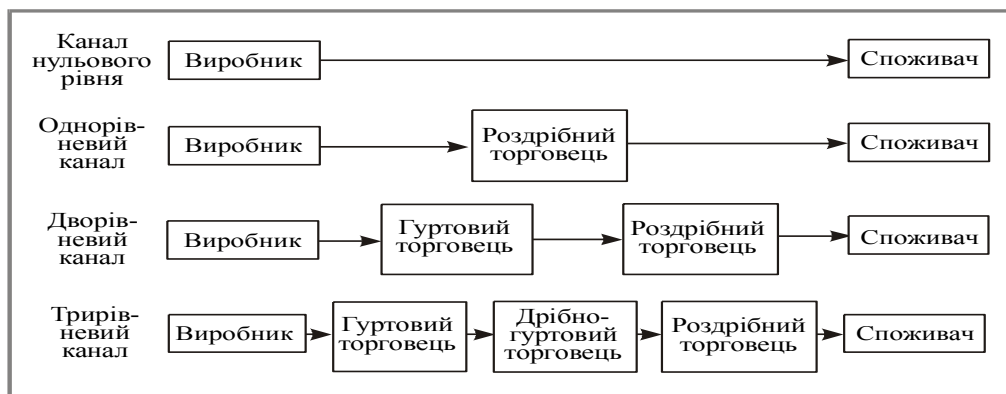 Канал
нульового
рівня
Виробник
Споживач
Однорів-
невий
канал
Виробник
Роздрібний
торговець
Споживач
Дворів-
невий
канал
Виробник
Гуртовий
торговець
Роздрібний
торговець
Споживач
Трирів-
невий
канал
Виробник
Гуртовий
торговець
Дрібно-
гуртовий
торговець
Роздрібний
торговець
Споживач